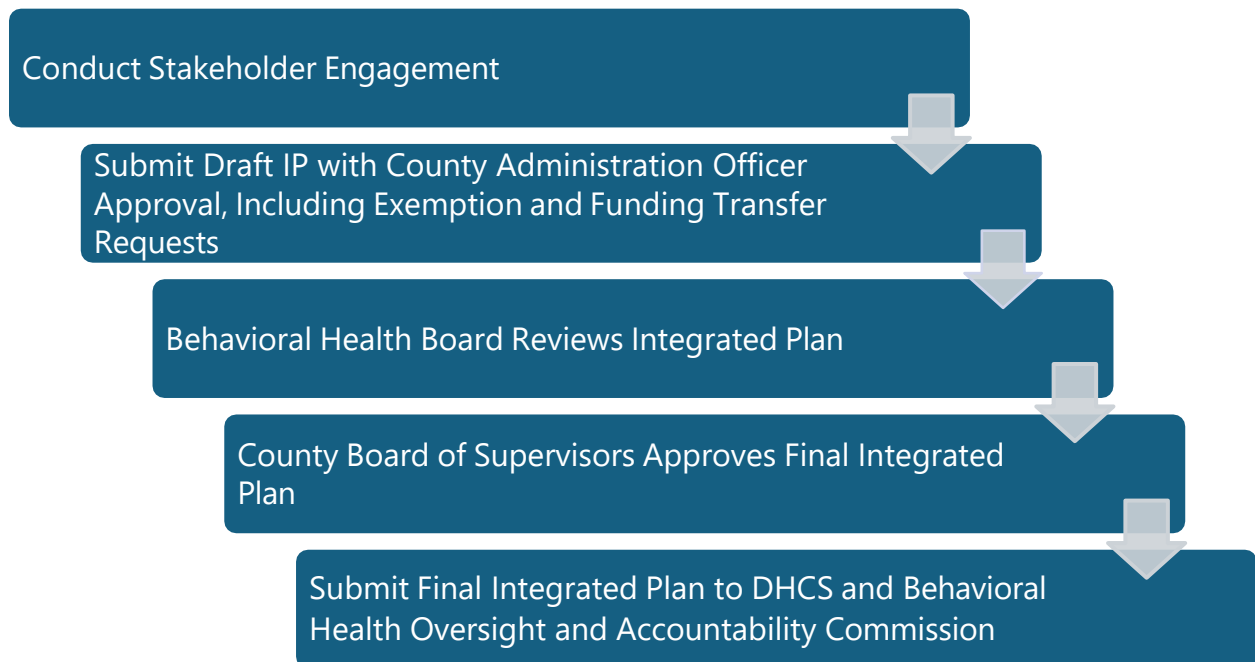 Conduct Stakeholder Engagement
Submit Draft IP with County Administration Officer
Approval, Including Exemption and Funding Transfer
Requests
Behavioral Health Board Reviews Integrated Plan
County Board of Supervisors Approves Final Integrated
Plan
Submit Final Integrated Plan to DHCS and Behavioral
Health Oversight and Accountability Commission